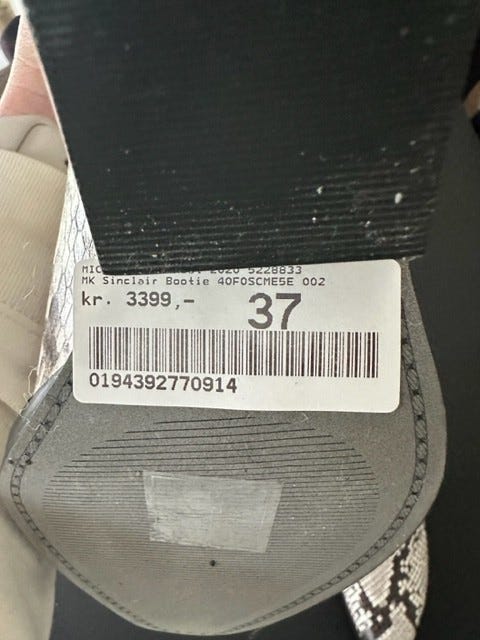 2020 5228833
MK Sinclair Bootie 40F0SCME5E 002
kr. 3399,-
37
0194392770914